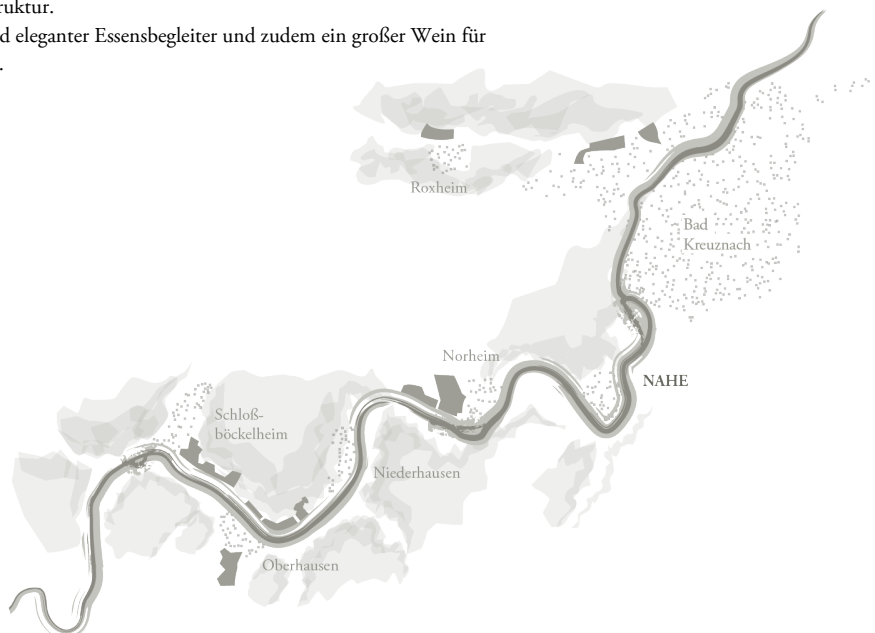 ruktur.
d eleganter Essensbegleiter und zudem ein großer Wein für
.
Roxheim
Bad
Kreuznach
Norheim
NAHE
Schloß-
böckelheim
Niederhausen
Oberhausen